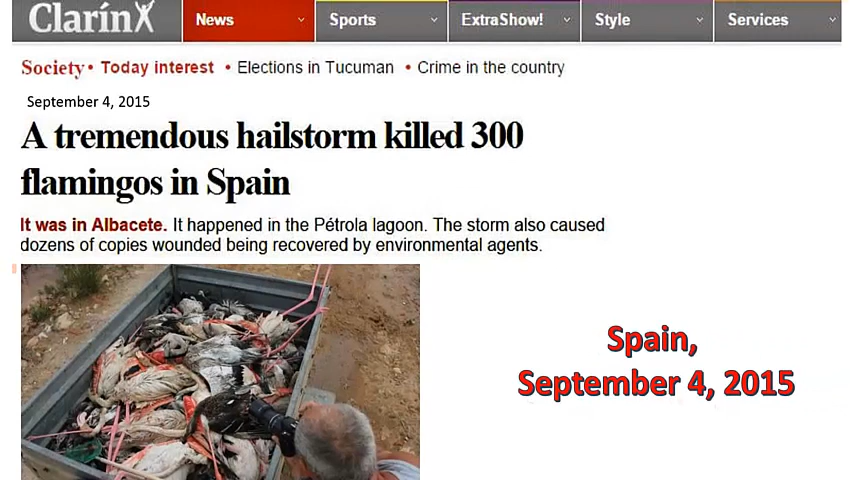 ClarínX
News
Sports
ExtraShow!
Style
Services
Society • Today interest • Elections in Tucuman • Crime in the country
September 4, 2015
A tremendous hailstorm killed 300
flamingos in Spain
It was in Albacete. It happened in the Pétrola lagoon. The storm also caused
dozens of copies wounded being recovered by environmental agents.
Spain,
September 4, 2015